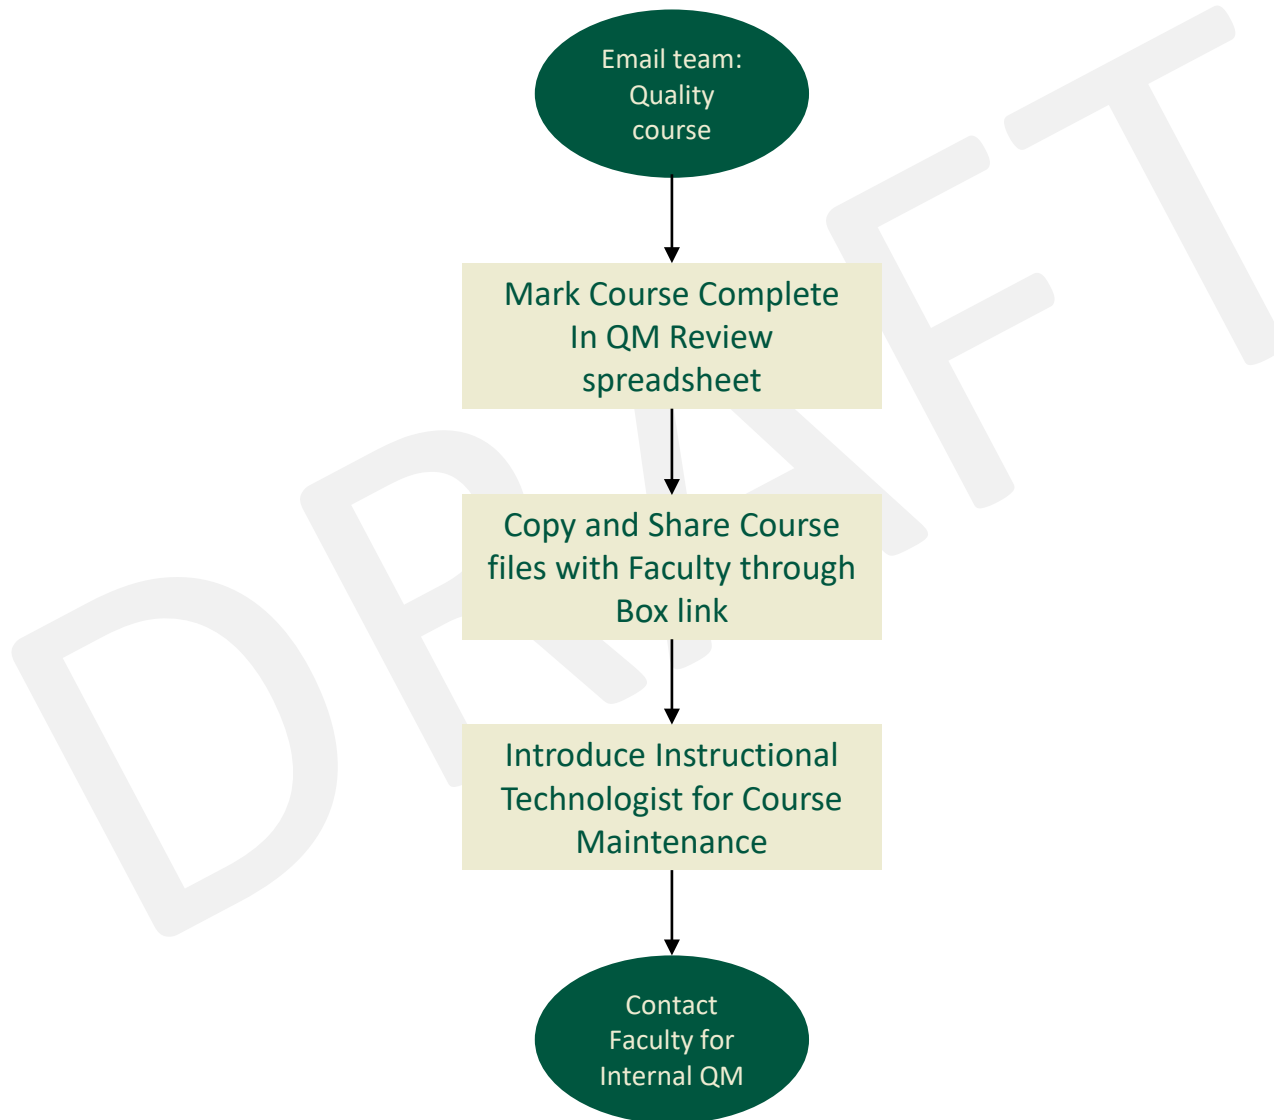 Email team:
Quality
course
Mark Course Complete
In QM Review
spreadsheet
Copy and Share Course
files with Faculty through
Box link
Introduce Instructional
Technologist for Course
Maintenance
Contact
Faculty for
Internal QM
DRAFT